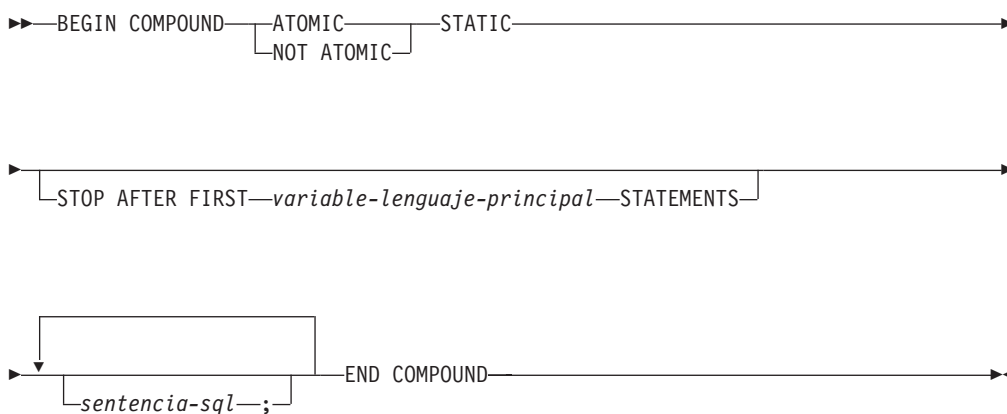 BEGIN COMPOUND ATOMIC STATIC
NOT ATOMIC
STOP AFTER FIRST variable-lenguaje-principal STATEMENTS
END COMPOUND
sentencia-sql ;